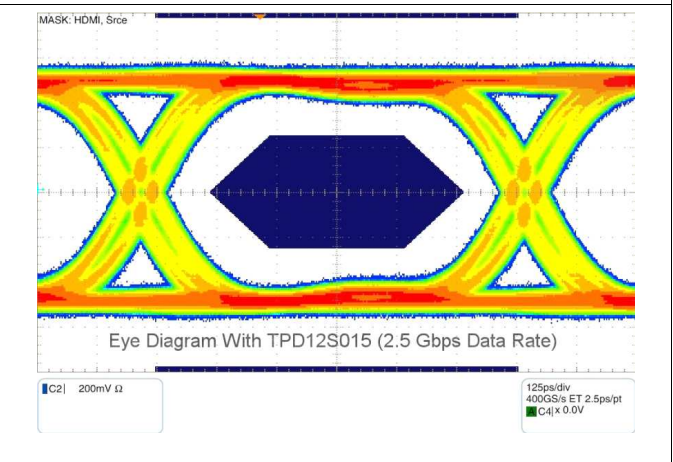 MASK: HDMI, Srce
Eye Diagram With TPD12S015 (2.5 Gbps Data Rate)
C2 200mV Ω
125ps/div
400GS/s ET 2.5ps/pt
A C4 x 0.0V